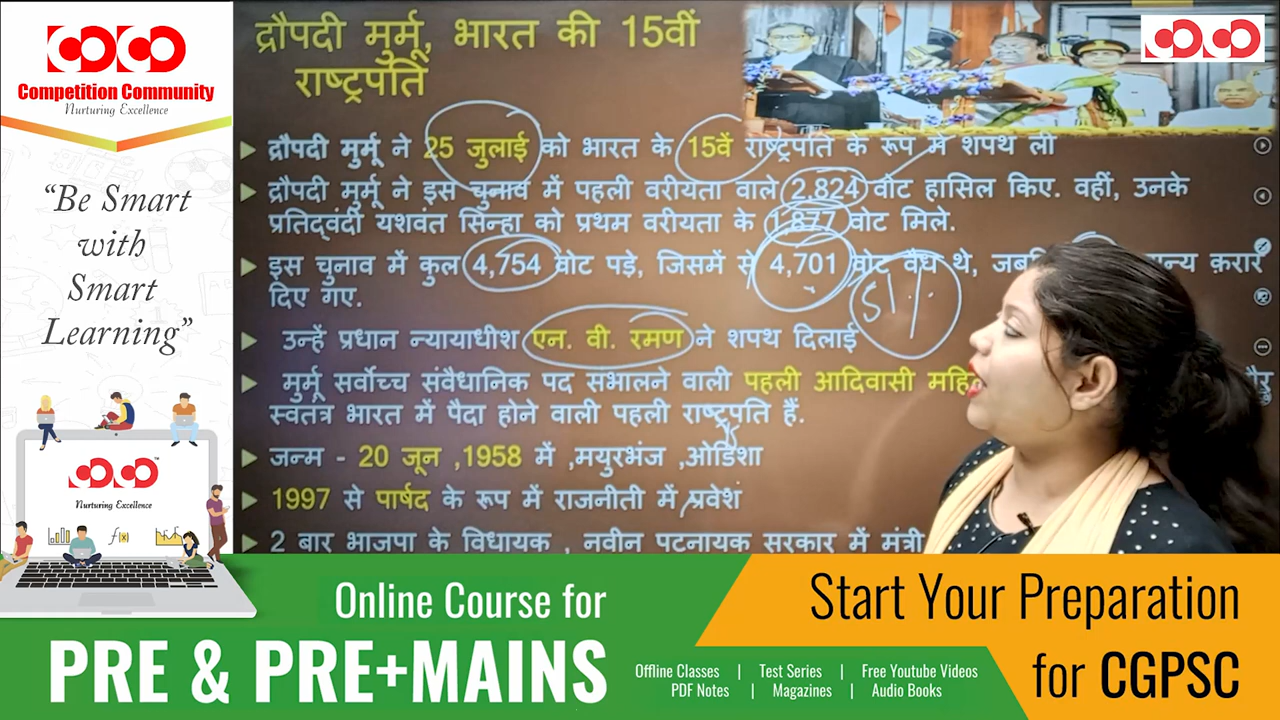 COCO
Competition Community
Nurturing Excellence
“Be Smart
with
Smart
Learning”
Nurturing Excellence
f(x)
द्रौपदी मुर्मू, भारत की 15वीं
राष्ट्रपति
द्रौपदी मुर्मू ने 25 जुलाई को भारत के 15वें राष्ट्रपति के रूप में शपथ ली
द्रौपदी मुर्मू ने इस चुनाव में पहली वरीयता वाले 2,824 वोट हासिल किए. वहीं, उनके
प्रतिद्वंदी यशवंत सिन्हा को प्रथम वरीयता के 1,877 वोट मिले.
इस चुनाव में कुल 4,754 वोट पड़े, जिसमें से 4,701 वोट वैध थे, क़रार
दिए गए.
51%
उन्हें प्रधान न्यायाधीश एन. वी. रमण ने शपथ दिलाई
मुर्मू सर्वोच्च संवैधानिक पद संभालने वाली पहली आदिवासी
स्वतंत्र भारत में पैदा होने वाली पहली राष्ट्रपति हैं.
जन्म - 20 जून ,1958 में ,मयुरभंज ,ओडिशा
1997 से पार्षद के रूप में राजनीती में प्रवेश
2 बार भाजपा के विधायक , नवीन पटनायक सरकार में मंत्री
Online Course for
PRE & PRE+MAINS
Offline Classes | Test Series | Free Youtube Videos
PDF Notes | Magazines | Audio Books
Start Your Preparation
for CGPSC